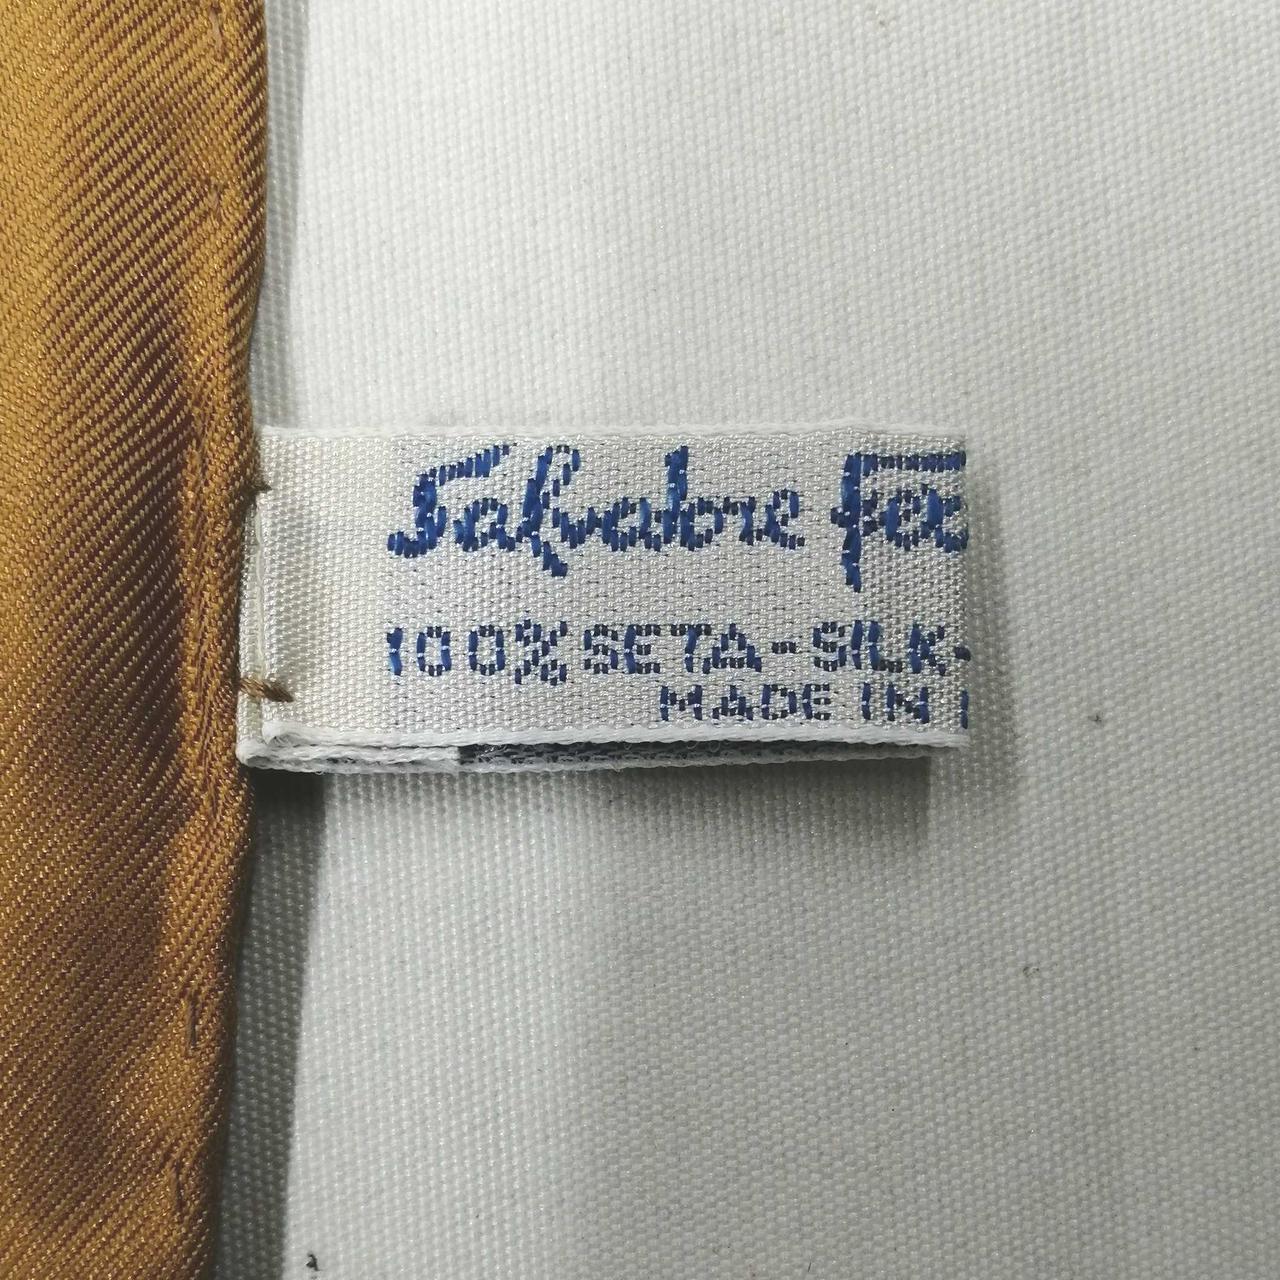 Salvatore Fe
100% SETA - SILK -
MADE IN